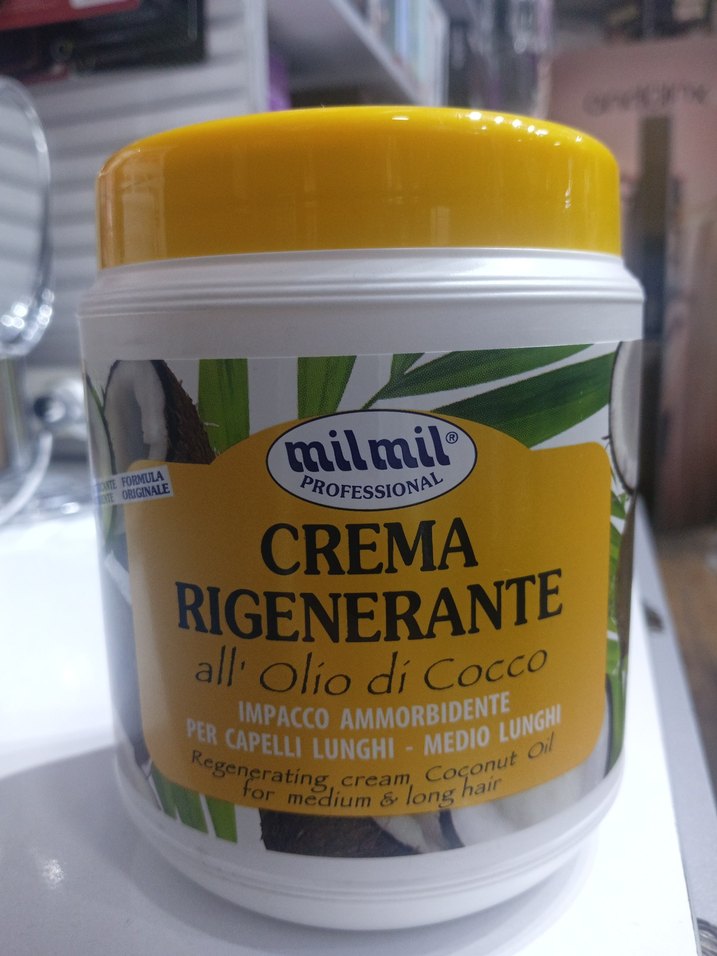 milmil®
PROFESSIONAL
FORMULA
ORIGINALE
CREMA
RIGENERANTE
all' Olio di Cocco
IMPACCO AMMORBIDENTE
PER CAPELLI LUNGHI - MEDIO LUNGHI
Regenerating cream Coconut Oil
for medium & long hair